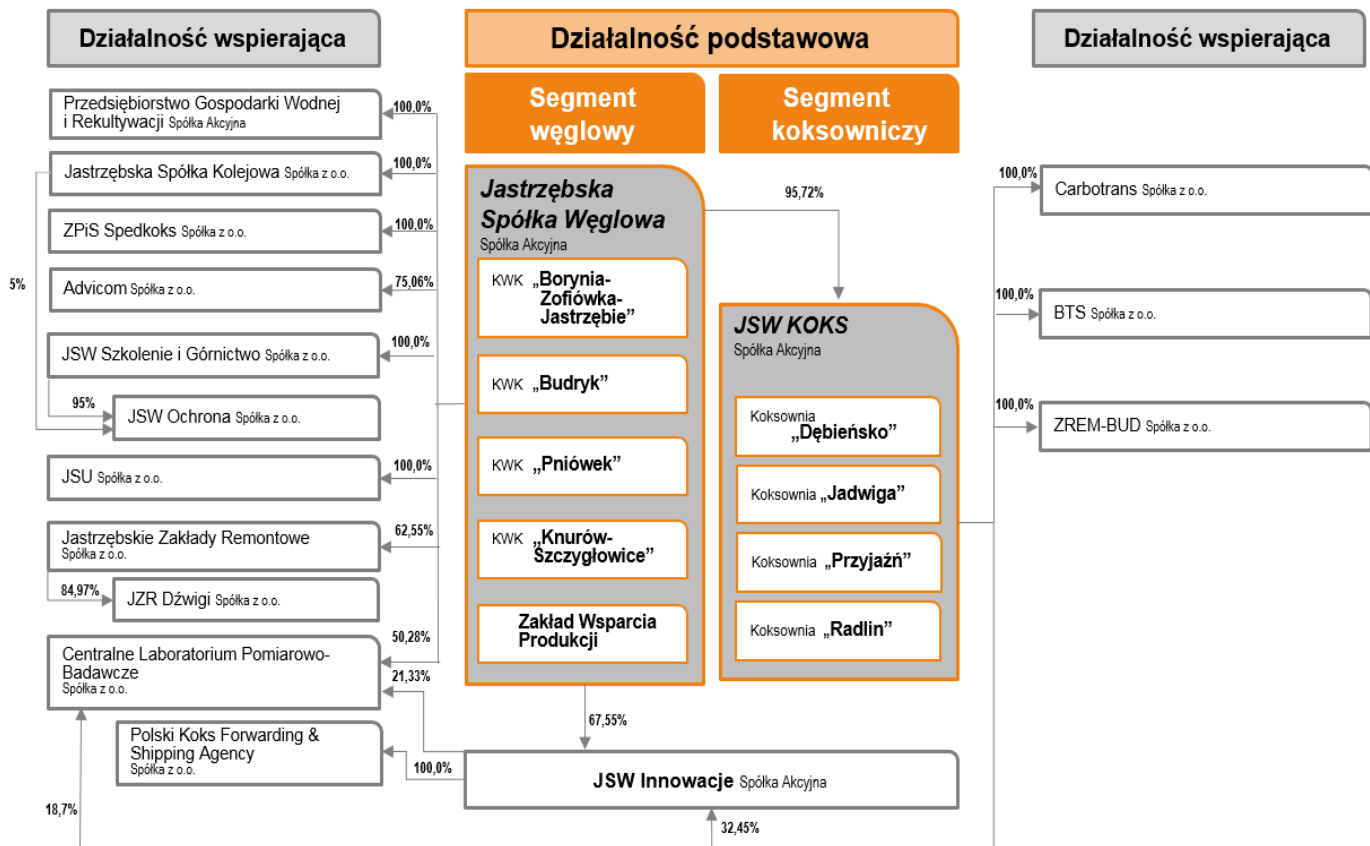 Działalność wspierająca
Działalność podstawowa
Działalność wspierająca
Segment
węglowy
Segment
koksowniczy
Przedsiębiorstwo Gospodarki Wodnej
i Rekultywacji Spółka Akcyjna
100,0%
Jastrzębska Spółka Kolejowa Spółka z o.o.
100,0%
ZPiS Spedkoks Spółka z o.o.
100,0%
5%
Advicom Spółka z o.o.
75,06%
JSW Szkolenie i Górnictwo Spółka z o.o.
100,0%
95%
JSW Ochrona Spółka z o.o.
JSU Spółka z o.o.
100,0%
Jastrzębskie Zakłady Remontowe
Spółka z o.o.
62,55%
84,97%
JZR Dźwigi Spółka z o.o.
Centralne Laboratorium Pomiarowo-
Badawcze
Spółka z o.o.
50,28%
21,33%
Polski Koks Forwarding &
Shipping Agency
Spółka z o.o.
100,0%
18,7%
Jastrzębska
Spółka Węglowa
Spółka Akcyjna
KWK „Borynia-
Zofiówka-
Jastrzębie”
KWK „Budryk”
KWK „Pniówek”
KWK „Knurów-
Szczygłowice”
Zakład Wsparcia
Produkcji
67,55%
95,72%
JSW KOKS
Spółka Akcyjna
Koksownia
„Dębieńsko”
Koksownia „Jadwiga”
Koksownia „Przyjaźń”
Koksownia „Radlin”
JSW Innowacje Spółka Akcyjna
32,45%
100,0%
Carbotrans Spółka z o.o.
100,0%
BTS Spółka z o.o.
100,0%
ZREM-BUD Spółka z o.o.